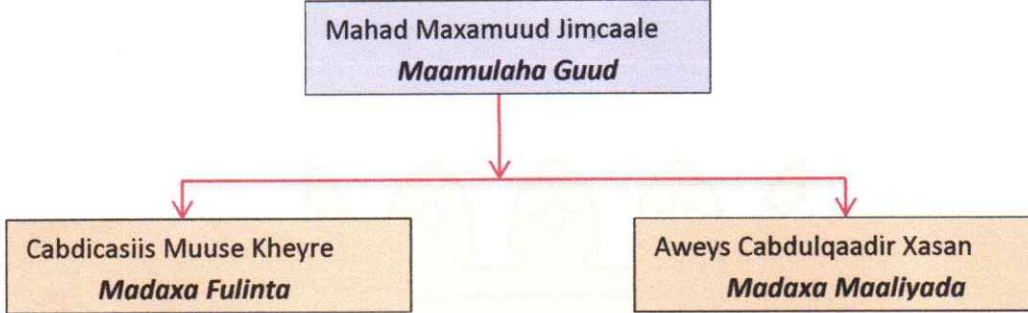 Mahad Maxamuud Jimcaale
Maamulaha Guud
Cabdicasiis Muuse Kheyre
Madaxa Fulinta
Aweys Cabdulqaadir Xasan
Madaxa Maaliyada